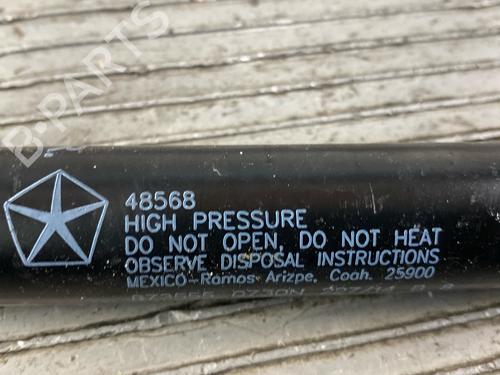 B-PARTS
48568
HIGH PRESSURE
DO NOT OPEN, DO NOT HEAT
OBSERVE DISPOSAL INSTRUCTIONS
MEXICO-Ramos Arizpe, Coah. 25900